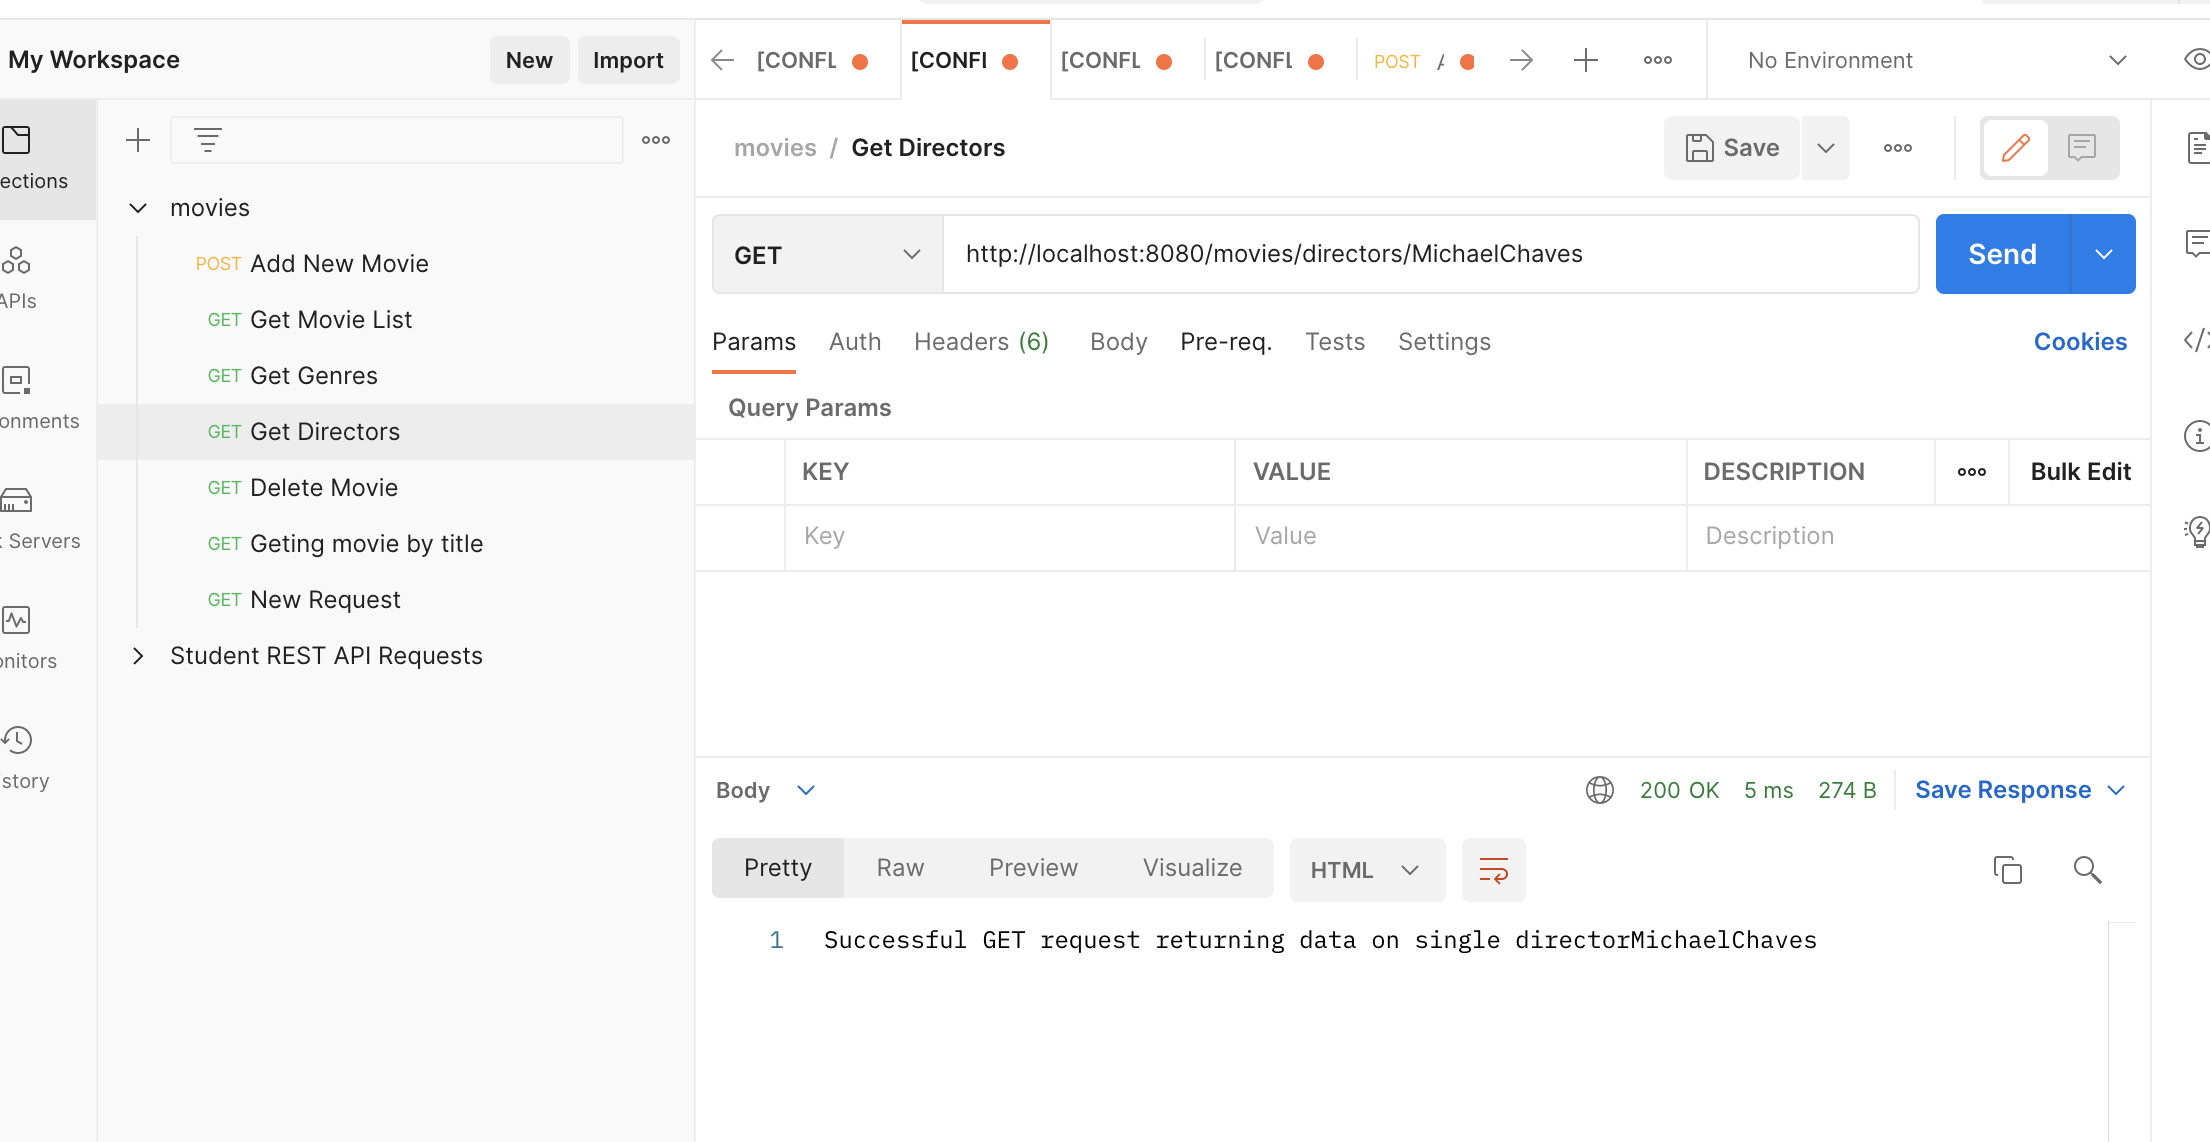 My Workspace
New
Import
[CONFL
[CONFI
[CONFL
[CONFL
POST
No Environment
ections
APIs
onments
Servers
onitors
story
movies
POST Add New Movie
GET Get Movie List
GET Get Genres
GET Get Directors
GET Delete Movie
GET Geting movie by title
GET New Request
Student REST API Requests
movies / Get Directors
Save
GET
http://localhost:8080/movies/directors/MichaelChaves
Send
Params Auth Headers (6) Body Pre-req. Tests Settings
Cookies
Query Params
KEY VALUE DESCRIPTION
Bulk Edit
Key Value Description
Body
200 OK 5 ms 274 B
Save Response
Pretty Raw Preview Visualize
HTML
1 Successful GET request returning data on single directorMichaelChaves